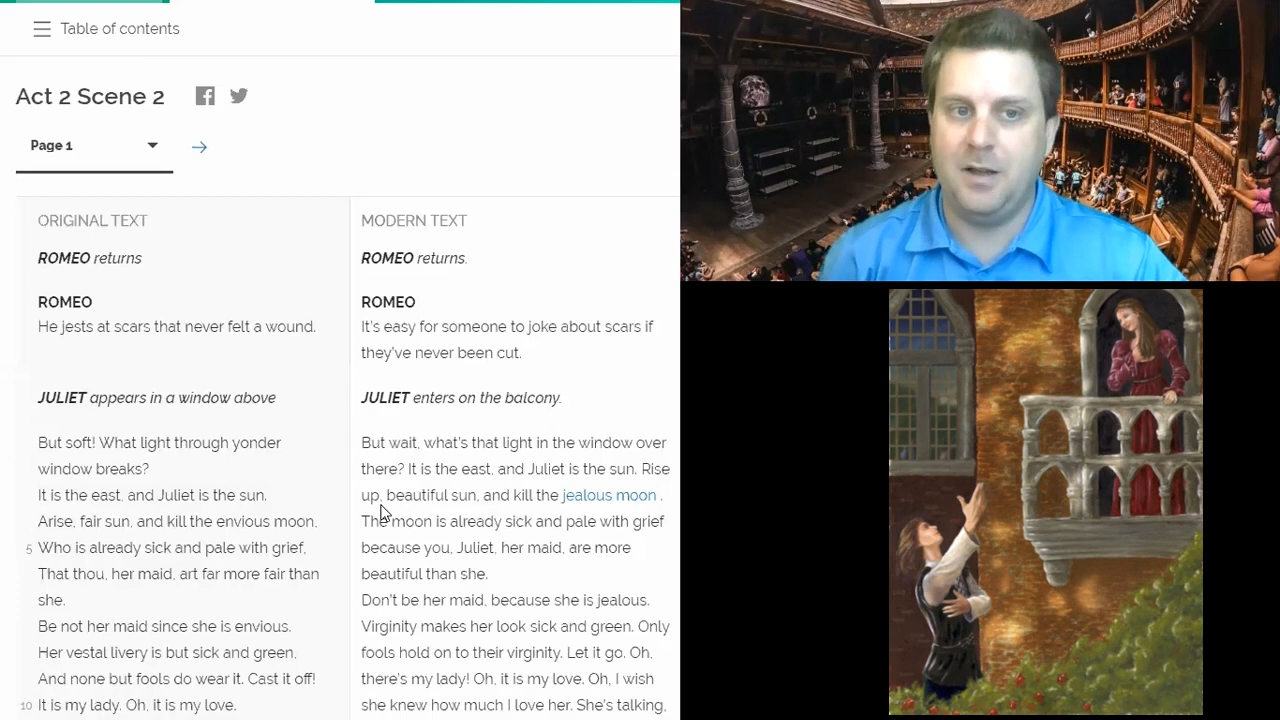 Table of contents
Act 2 Scene 2
Page 1
ORIGINAL TEXT
ROMEO returns
ROMEO
He jests at scars that never felt a wound.
JULIET appears in a window above
But soft! What light through yonder
window breaks?
It is the east, and Juliet is the sun.
Arise, fair sun, and kill the envious moon,
5 Who is already sick and pale with grief,
That thou, her maid, art far more fair than
she.
Be not her maid since she is envious.
Her vestal livery is but sick and green,
And none but fools do wear it. Cast it off!
10 It is my lady. Oh, it is my love.
MODERN TEXT
ROMEO returns.
ROMEO
It's easy for someone to joke about scars if
they've never been cut.
JULIET enters on the balcony.
But wait, what's that light in the window over
there? It is the east, and Juliet is the sun. Rise
up, beautiful sun, and kill the jealous moon .
The moon is already sick and pale with grief
because you, Juliet, her maid, are more
beautiful than she.
Don't be her maid, because she is jealous.
Virginity makes her look sick and green. Only
fools hold on to their virginity. Let it go. Oh,
there's my lady! Oh, it is my love. Oh, I wish
she knew how much I love her. She's talking,